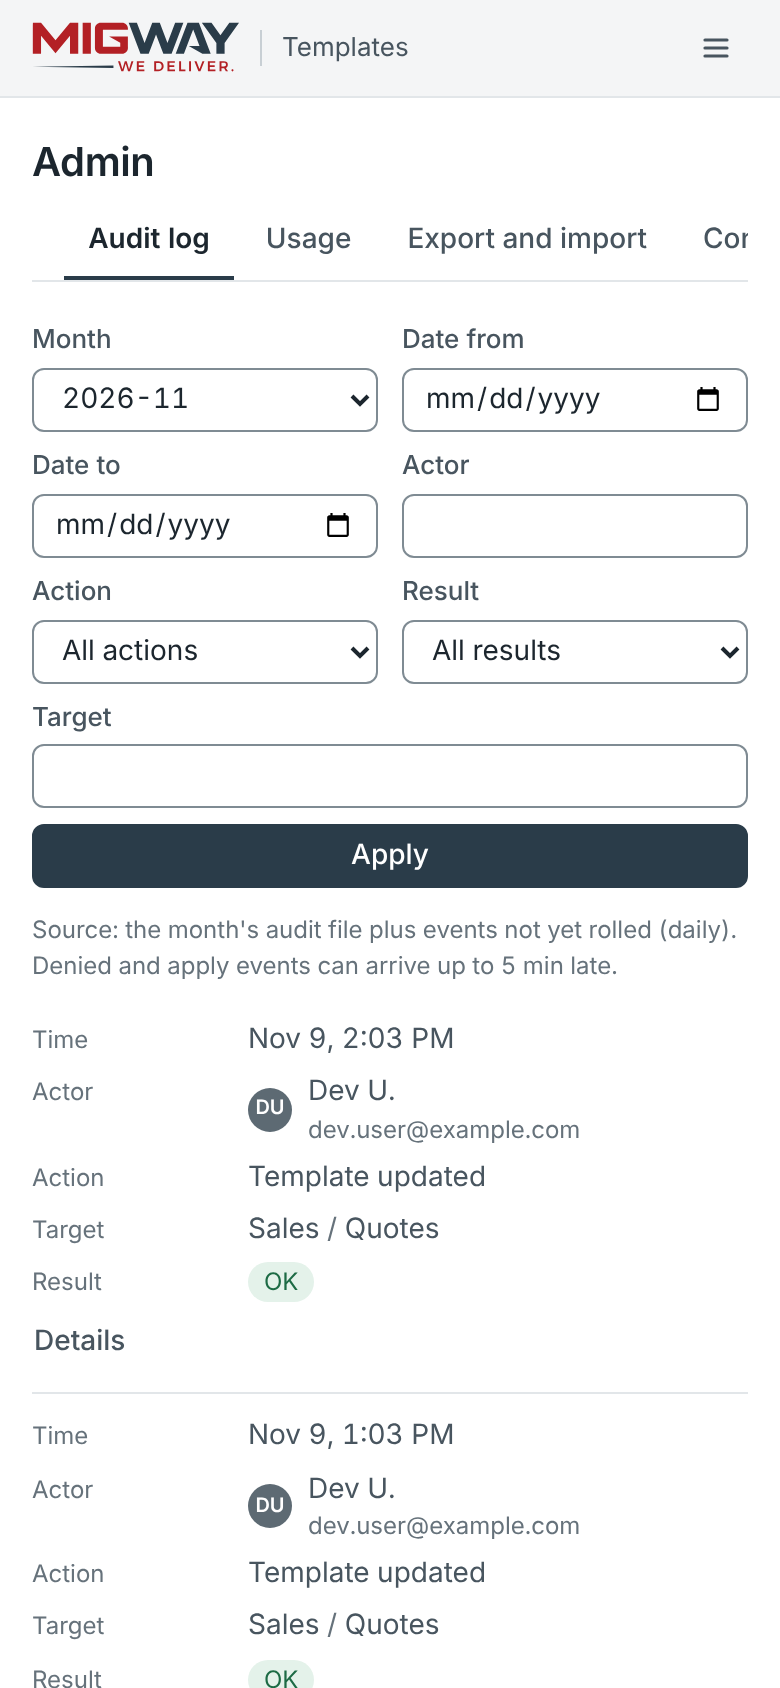 MIGWAY
WE DELIVER.
Templates
Admin
Audit log Usage Export and import Cor
Month Date from
2026-11 mm/dd/yyyy
Date to Actor
mm/dd/yyyy
Action Result
All actions All results
Target
Apply
Source: the month's audit file plus events not yet rolled (daily).
Denied and apply events can arrive up to 5 min late.
Time Nov 9, 2:03 PM
Actor DU Dev U.
dev.user@example.com
Action Template updated
Target Sales / Quotes
Result OK
Details
Time Nov 9, 1:03 PM
Actor DU Dev U.
dev.user@example.com
Action Template updated
Target Sales / Quotes
Result OK